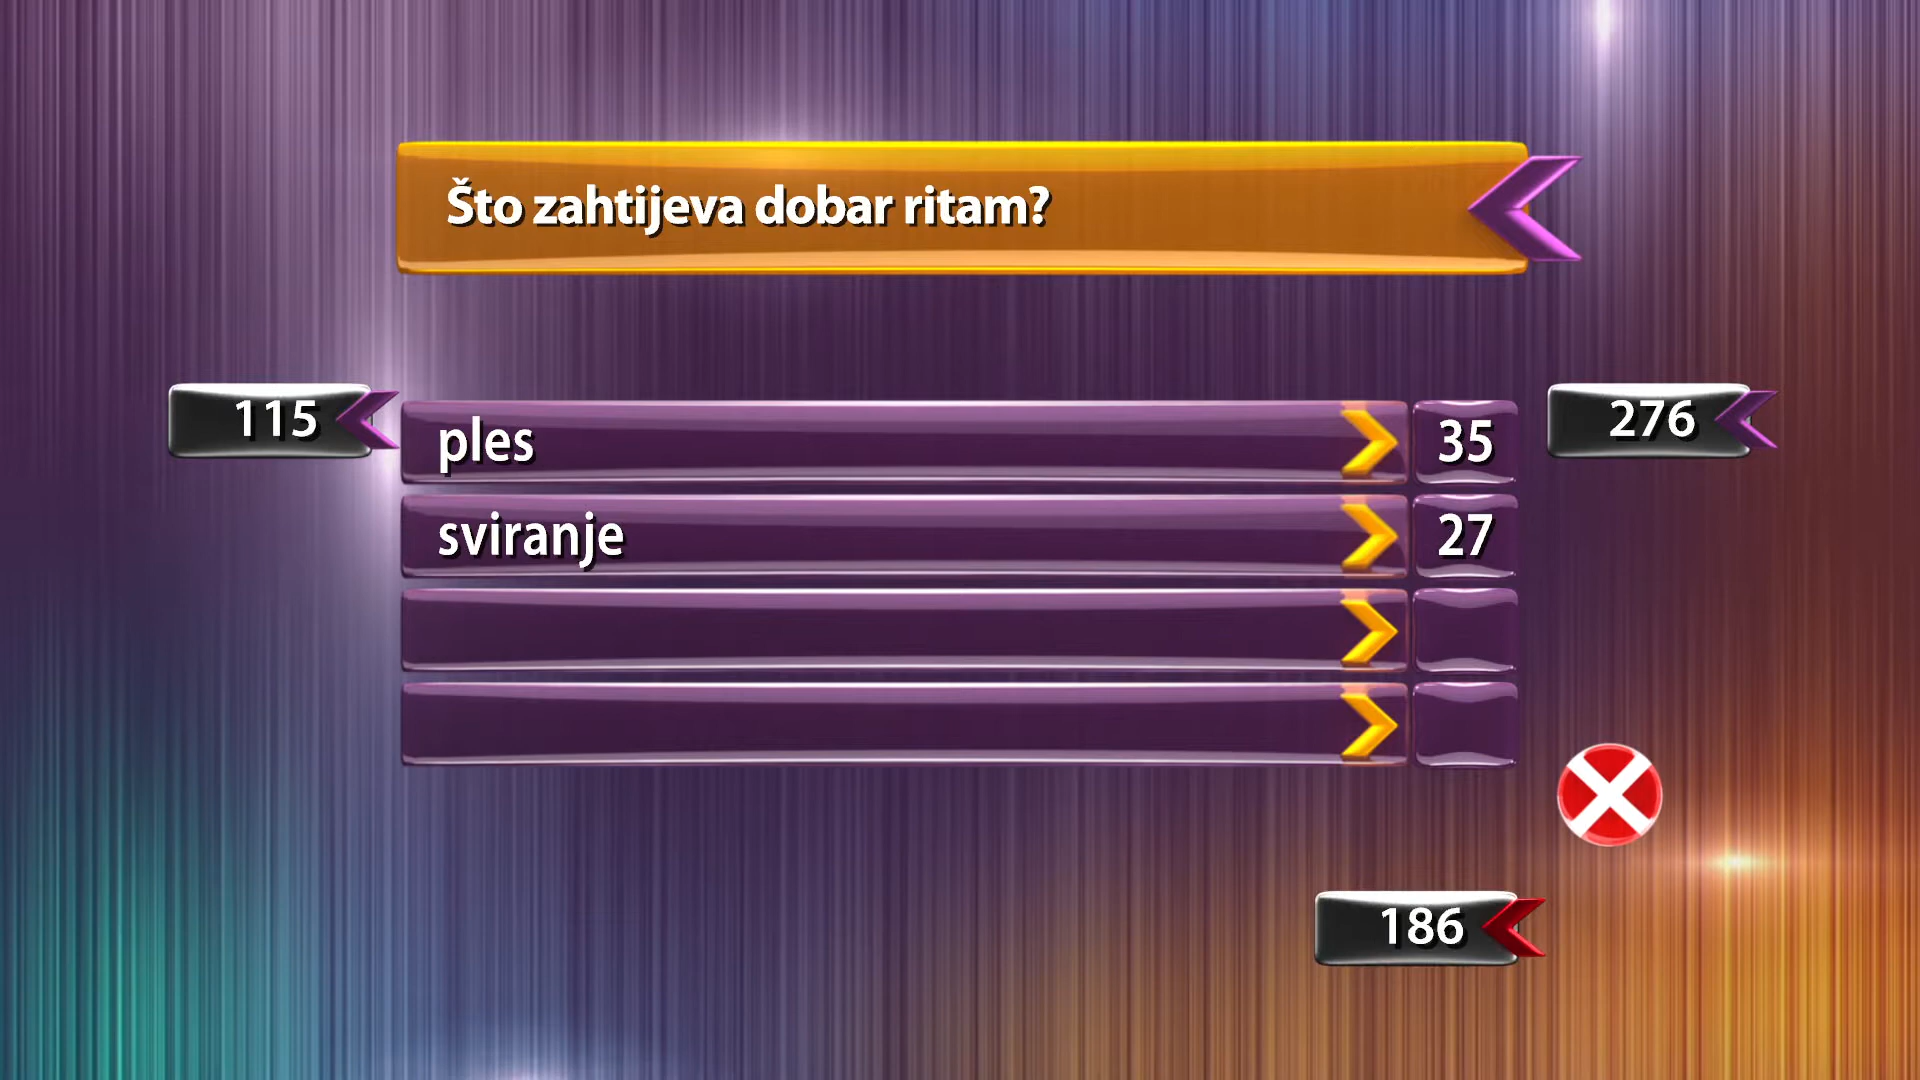 Što zahtijeva dobar ritam?
115
276
ples 35
sviranje 27
186